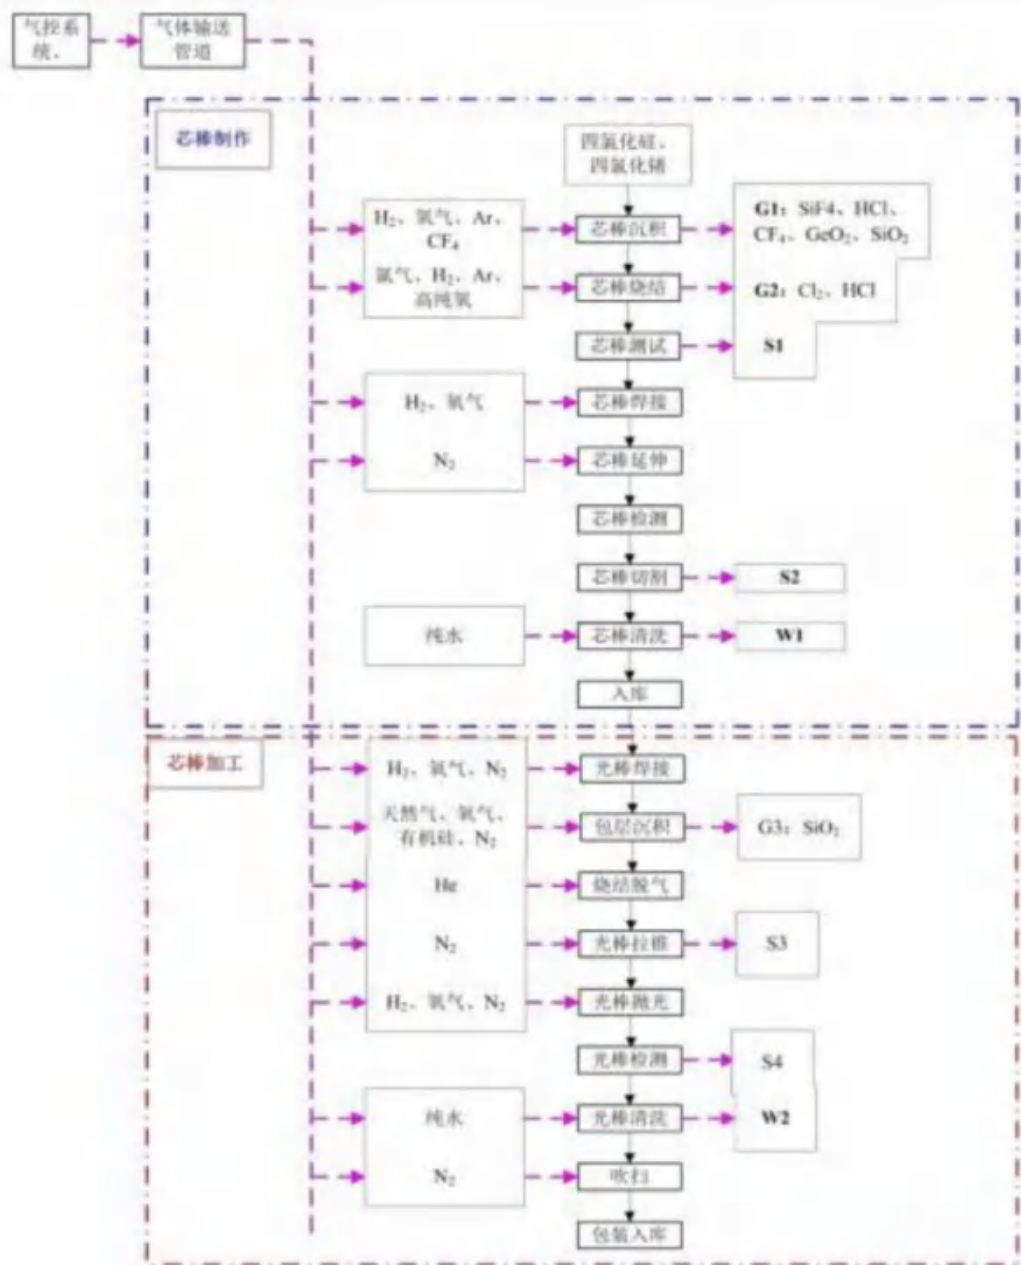 气控系
统、
气体输送
管道
芯棒制作
四氯化硅、
四氯化锗
H₂、氧气、Ar、
CF₄
芯棒沉积
G1：SiF4、HCl、
CF₄、GeO₂、SiO₂
氯气、H₂、Ar、
高纯氧
芯棒烧结
G2：Cl₂、HCl
芯棒测试
S1
H₂、氧气
芯棒焊接
N₂
芯棒延伸
芯棒检测
芯棒切割
S2
纯水
芯棒清洗
W1
入库
芯棒加工
H₂、氧气、N₂
光棒焊接
天然气、氧气、
有机硅、N₂
包层沉积
G3：SiO₂
He
烧结脱气
N₂
光棒拉锥
S3
H₂、氧气、N₂
光棒抛光
光棒检测
S4
纯水
光棒清洗
W2
N₂
吹扫
包装入库